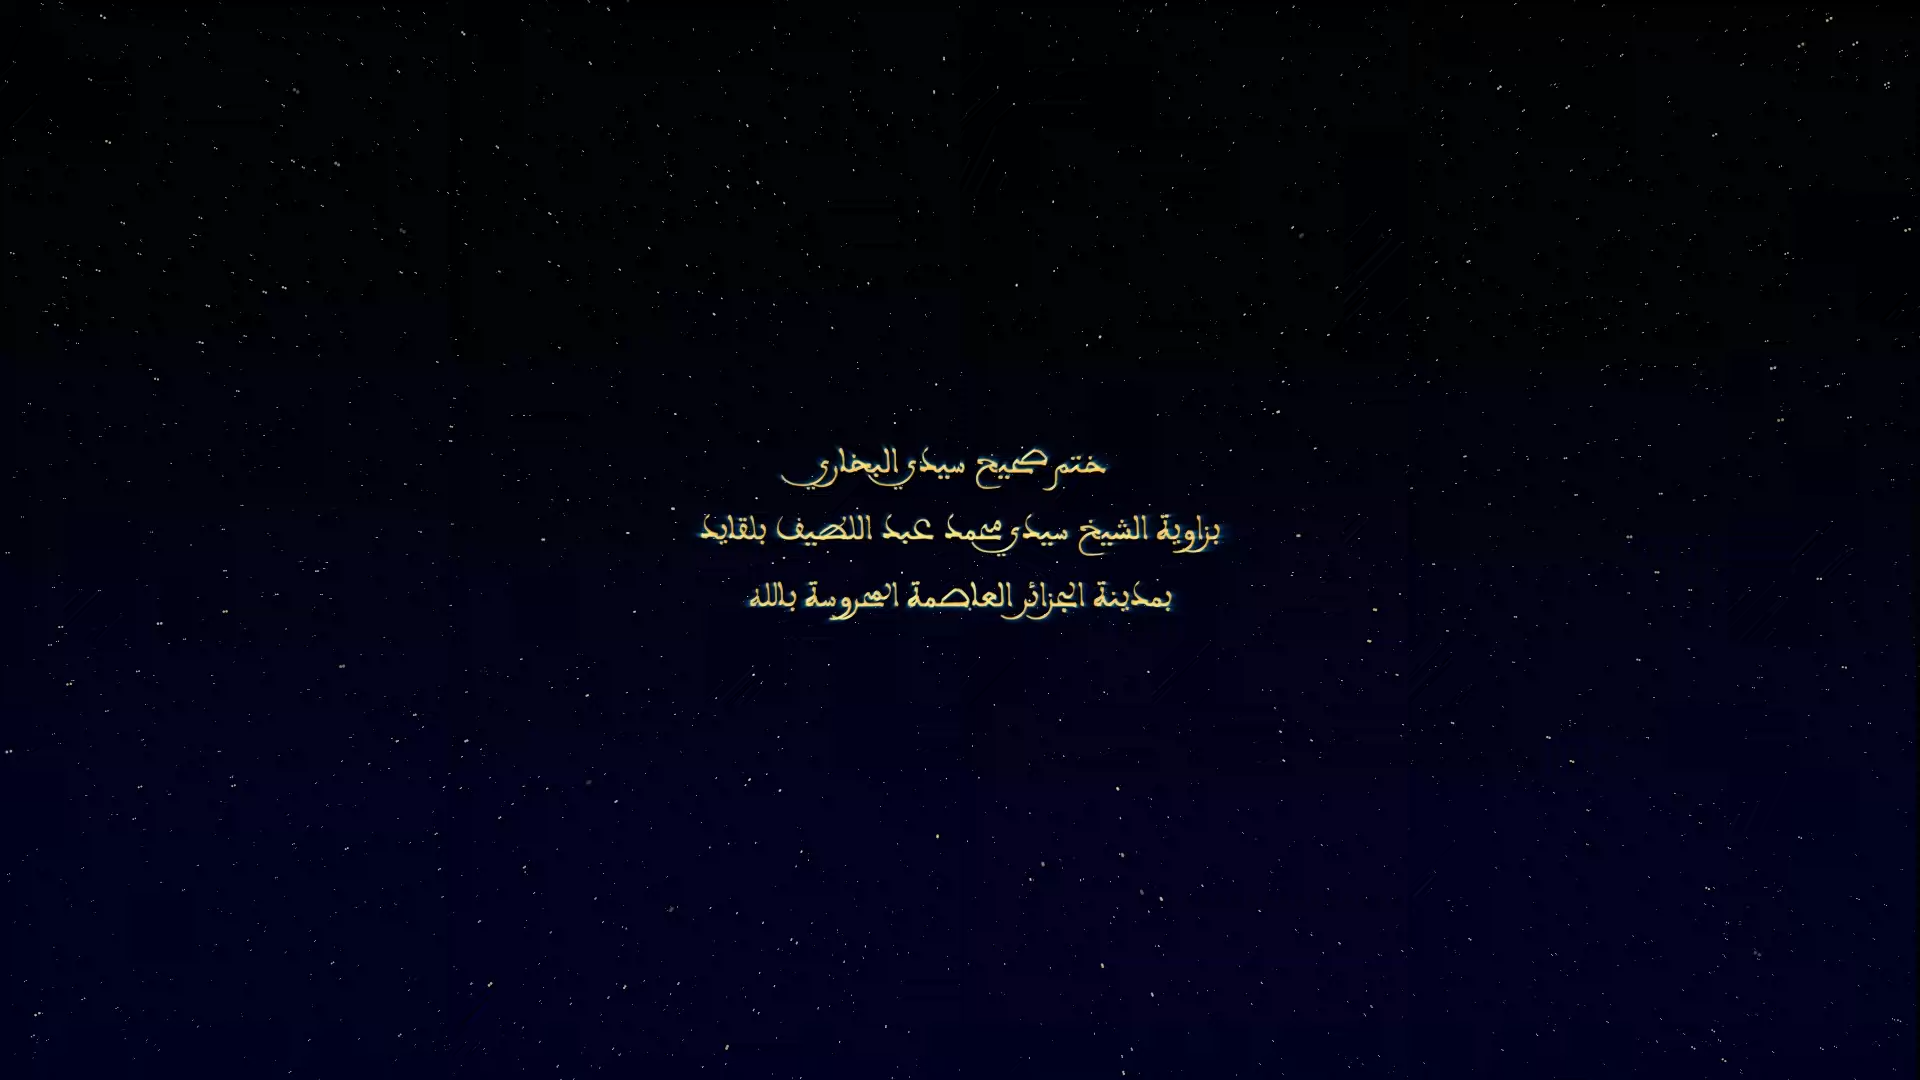 ختم صحيح سيدي البخاري
بزاوية الشيخ سيدي محمد عبد اللطيف بلقايد
بمدينة الجزائر العاصمة المحروسة بالله